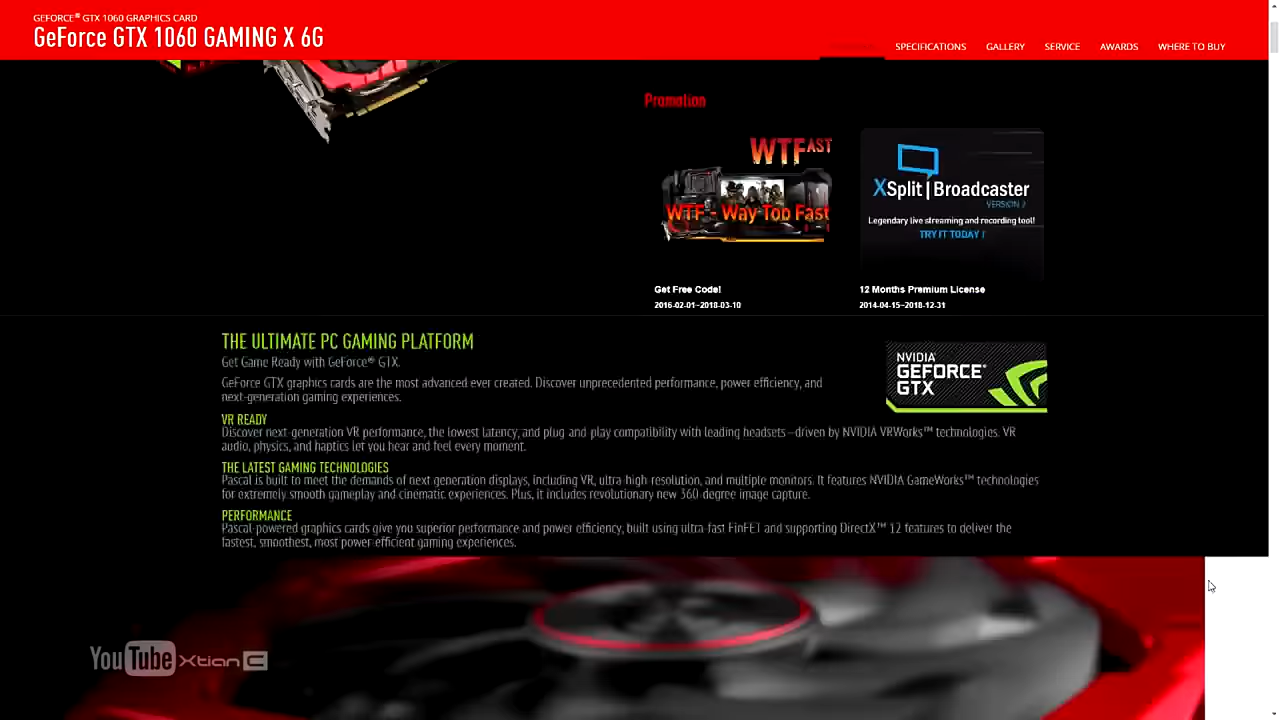 GEFORCE® GTX 1060 GRAPHICS CARD
GeForce GTX 1060 GAMING X 6G
SPECIFICATIONS GALLERY SERVICE AWARDS WHERE TO BUY
Promotion
WTFAST
WTF - Way Too Fast
XSplit | Broadcaster
VERSION 2
Legendary live streaming and recording tool!
TRY IT TODAY !
Get Free Code!
2016-02-01~2018-03-10
12 Months Premium License
2014-04-15~2018-12-31
THE ULTIMATE PC GAMING PLATFORM
Get Game Ready with GeForce® GTX.
GeForce GTX graphics cards are the most advanced ever created. Discover unprecedented performance, power efficiency, and
next-generation gaming experiences.
NVIDIA
GEFORCE®
GTX
VR READY
Discover next-generation VR performance, the lowest latency, and plug-and-play compatibility with leading headsets—driven by NVIDIA VRWorks™ technologies. VR
audio, physics, and haptics let you hear and feel every moment.
THE LATEST GAMING TECHNOLOGIES
Pascal is built to meet the demands of next generation displays, including VR, ultra-high-resolution, and multiple monitors. It features NVIDIA GameWorks™ technologies
for extremely smooth gameplay and cinematic experiences. Plus, it includes revolutionary new 360-degree image capture.
PERFORMANCE
Pascal-powered graphics cards give you superior performance and power efficiency, built using ultra-fast FinFET and supporting DirectX™ 12 features to deliver the
fastest, smoothest, most power-efficient gaming experiences.
YouTube Xtian C